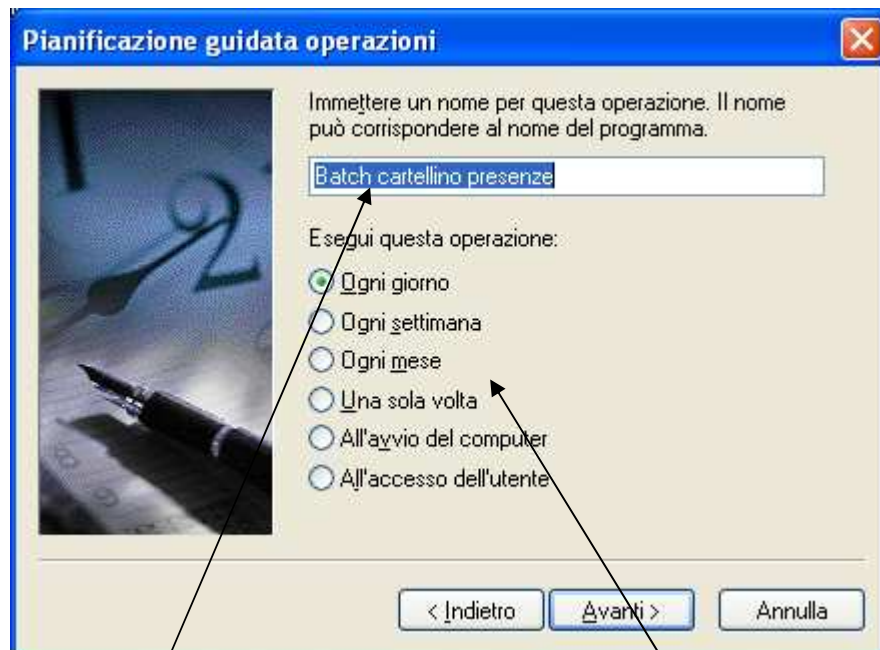 Pianificazione guidata operazioni
Immettere un nome per questa operazione. Il nome
può corrispondere al nome del programma.
Batch cartellino presenze
Esegui questa operazione:
Ogni giorno
Ogni settimana
Ogni mese
Una sola volta
All'avvio del computer
All'accesso dell'utente
< Indietro
Avanti >
Annulla